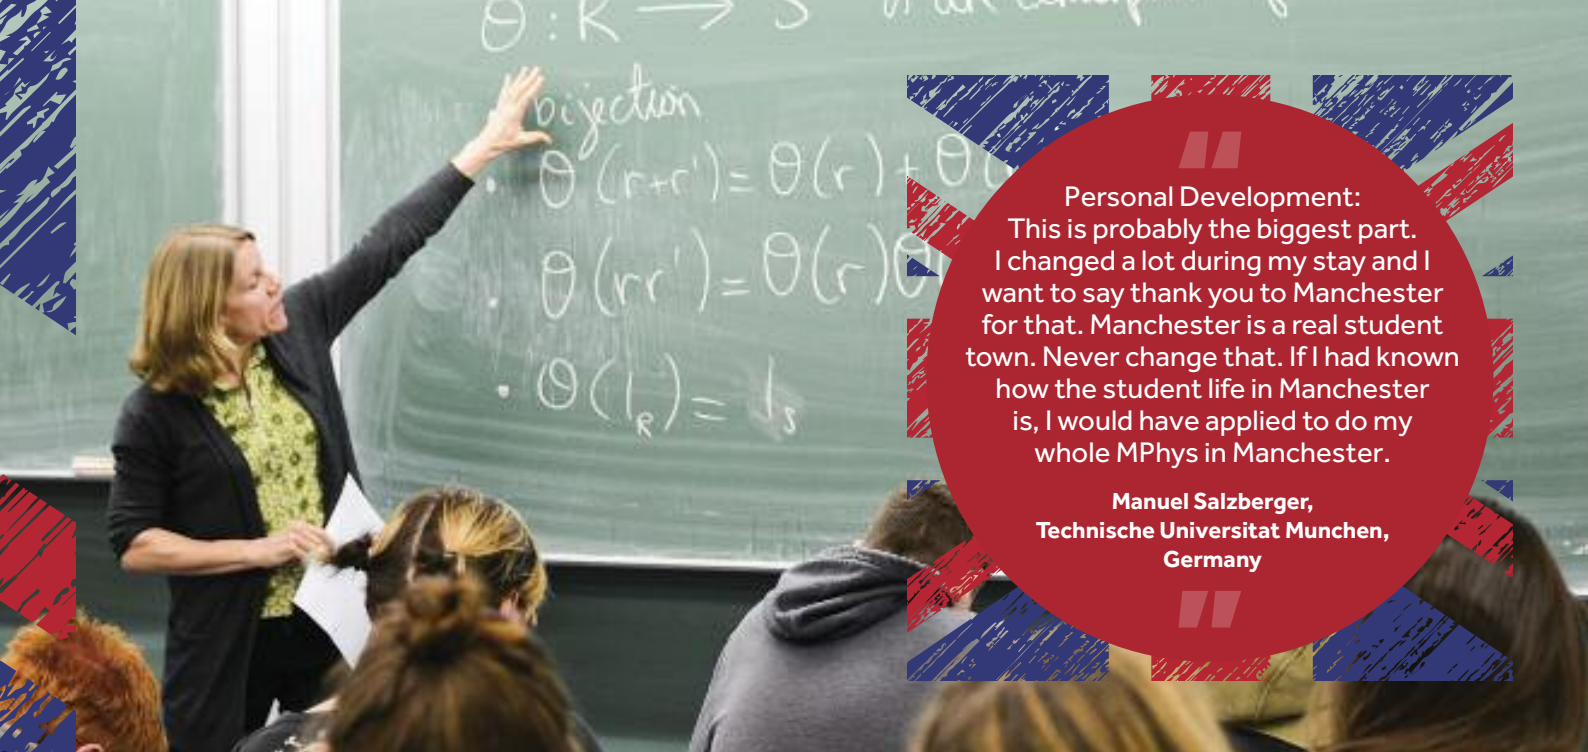 θ : R → S
bijection
• θ(r+r') = θ(r) + θ(
• θ(rr') = θ(r)θ(
• θ(1_R) = 1_S
"
Personal Development:
This is probably the biggest part.
I changed a lot during my stay and I
want to say thank you to Manchester
for that. Manchester is a real student
town. Never change that. If I had known
how the student life in Manchester
is, I would have applied to do my
whole MPhys in Manchester.
Manuel Salzberger,
Technische Universitat Munchen,
Germany
"